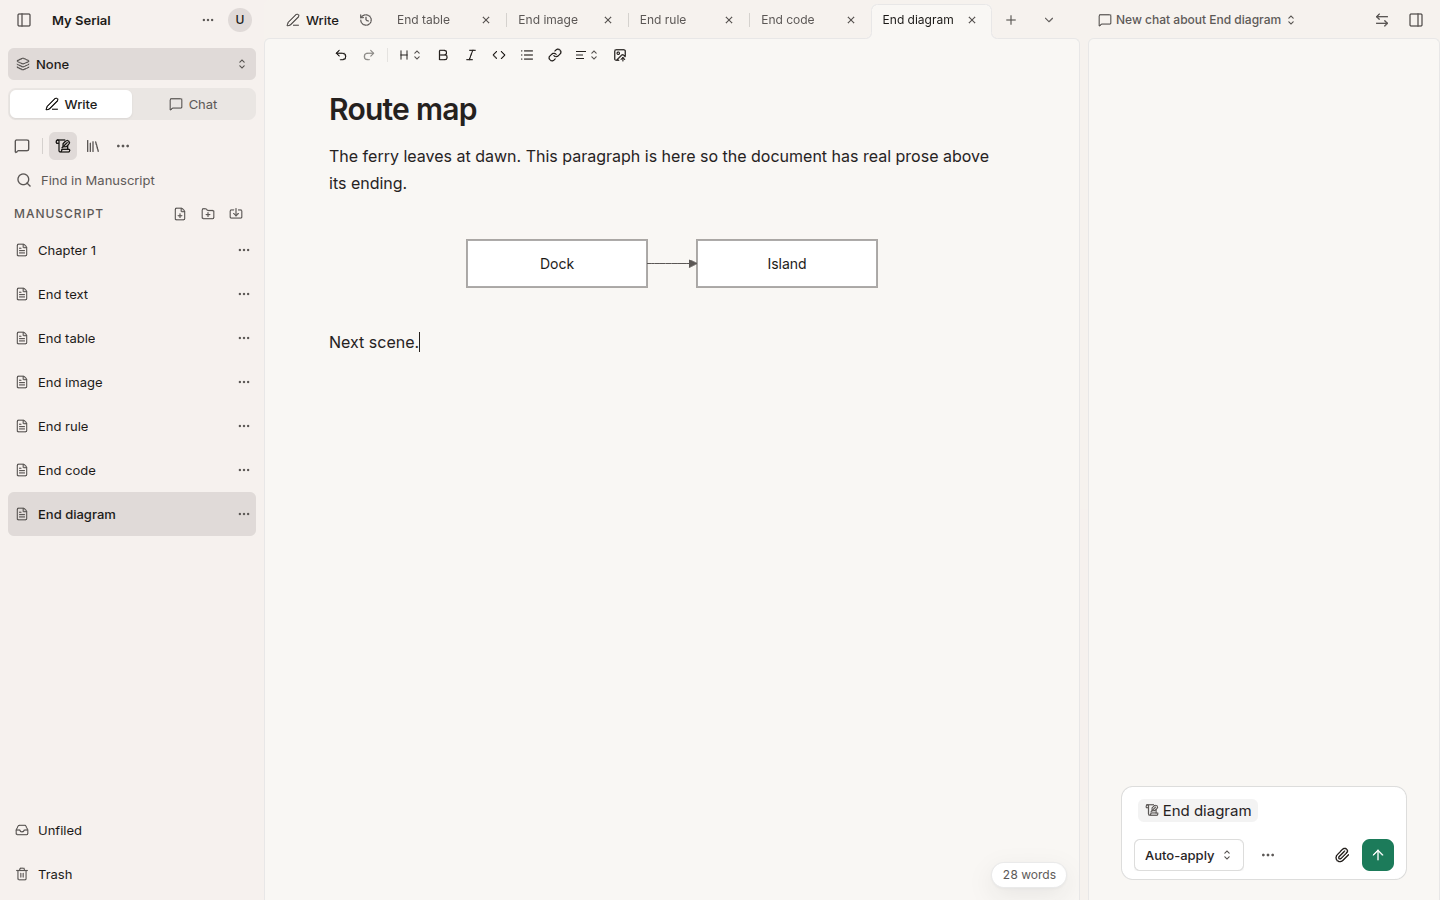 My Serial
U
None
Write
Chat
Find in Manuscript
MANUSCRIPT
Chapter 1
End text
End table
End image
End rule
End code
End diagram
Unfiled
Trash
Write
End table
End image
End rule
End code
End diagram
H
B
I
Route map
The ferry leaves at dawn. This paragraph is here so the document has real prose above
its ending.
Dock
Island
Next scene.
28 words
New chat about End diagram
End diagram
Auto-apply